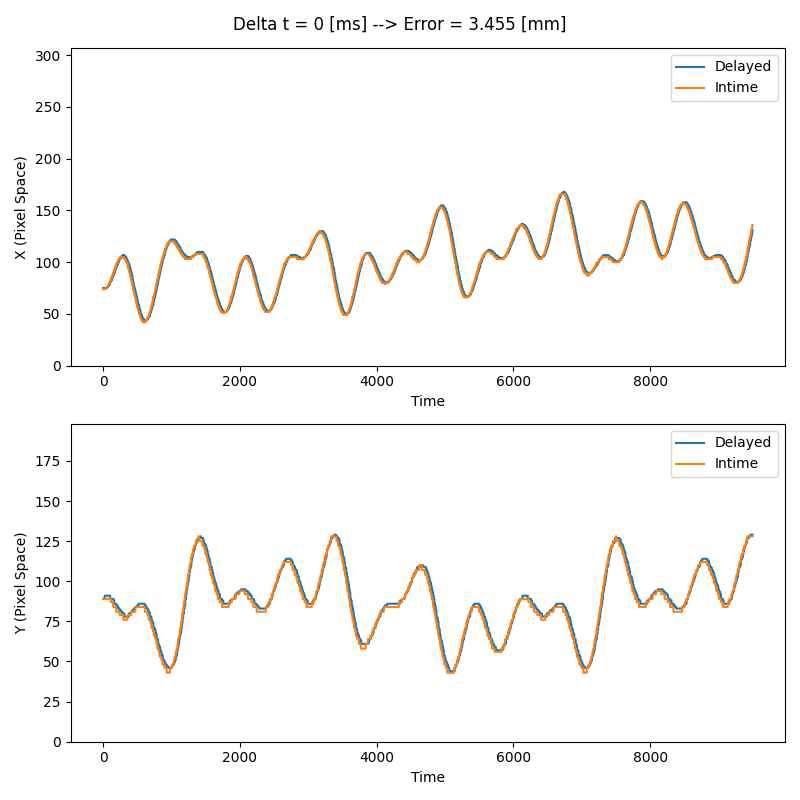 Delta t = 0 [ms] --> Error = 3.455 [mm]
300
250
200
150
100
50
0
X (Pixel Space)
Delayed
Intime
0 2000 4000 6000 8000
Time
175
150
125
100
75
50
25
0
Y (Pixel Space)
Delayed
Intime
0 2000 4000 6000 8000
Time